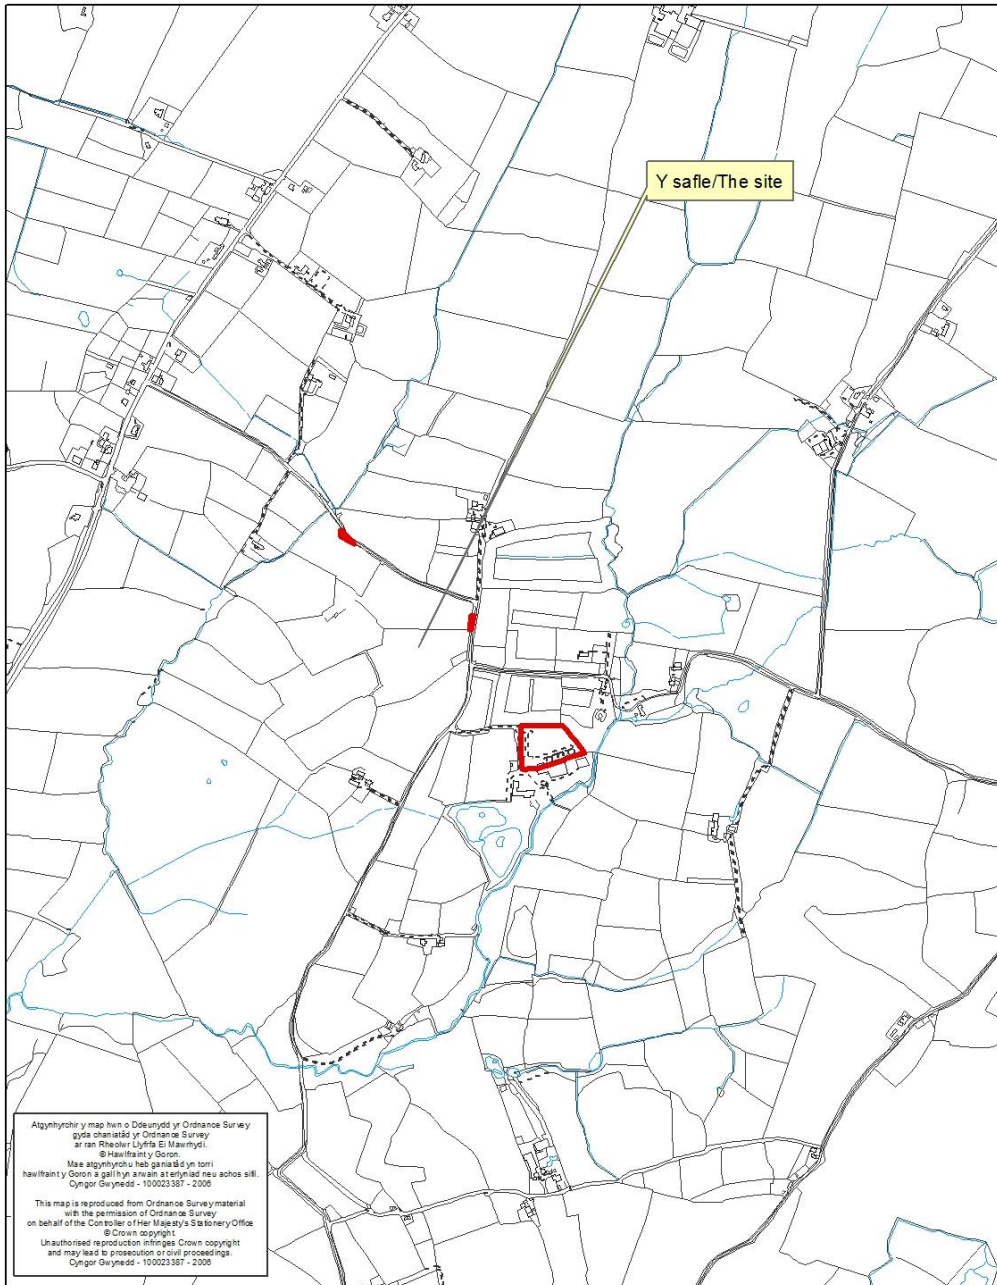 Y safle/The site
Atgynhyrchir y map hwn o Ddeunydd yr Ordnance Survey
gyda chaniatâd yr Ordnance Survey
ar ran Rheolwr Llyfrfa Ei Mawrhydi.
© Hawlfraint y Goron.
Mae atgynhyrchu heb ganiatâd yn torri
hawlfraint y Goron a gall hyn arwain at erlyniad neu achos sifil.
Cyngor Gwynedd - 100023387 - 2006
This map is reproduced from Ordnance Survey material
with the permission of Ordnance Survey
on behalf of the Controller of Her Majesty's Stationery Office
© Crown copyright.
Unauthorised reproduction infringes Crown copyright
and may lead to prosecution or civil proceedings.
Cyngor Gwynedd - 100023387 - 2006